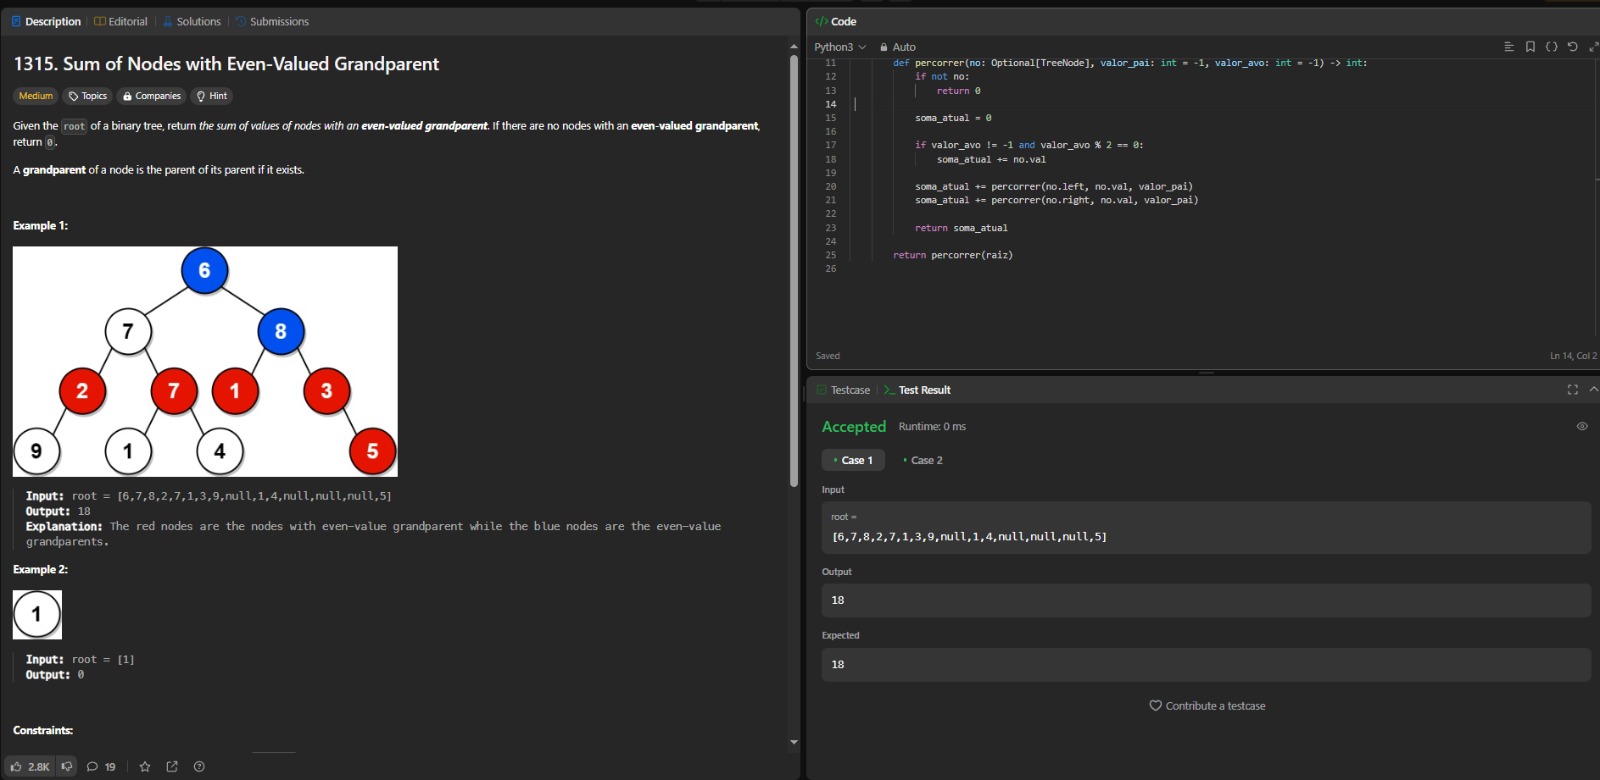 Description
Editorial
Solutions
Submissions
1315. Sum of Nodes with Even-Valued Grandparent
Medium
Topics
Companies
Hint
Given the root of a binary tree, return the sum of values of nodes with an even-valued grandparent. If there are no nodes with an even-valued grandparent,
return 0.
A grandparent of a node is the parent of its parent if it exists.
Example 1:
6
7 8
2 7 1 3
9 1 4 5
Input: root = [6,7,8,2,7,1,3,9,null,1,4,null,null,null,5]
Output: 18
Explanation: The red nodes are the nodes with even-value grandparent while the blue nodes are the even-value
grandparents.
Example 2:
1
Input: root = [1]
Output: 0
Constraints:
2.8K
19
Code
Python3
Auto
11 def percorrer(no: Optional[TreeNode], valor_pai: int = -1, valor_avo: int = -1) -> int:
12 if not no:
13 return 0
14
15 soma_atual = 0
16
17 if valor_avo != -1 and valor_avo % 2 == 0:
18 soma_atual += no.val
19
20 soma_atual += percorrer(no.left, no.val, valor_pai)
21 soma_atual += percorrer(no.right, no.val, valor_pai)
22
23 return soma_atual
24
25 return percorrer(raiz)
26
Saved
Ln 14, Col 2
Testcase
Test Result
Accepted
Runtime: 0 ms
Case 1
Case 2
Input
root =
[6,7,8,2,7,1,3,9,null,1,4,null,null,null,5]
Output
18
Expected
18
Contribute a testcase